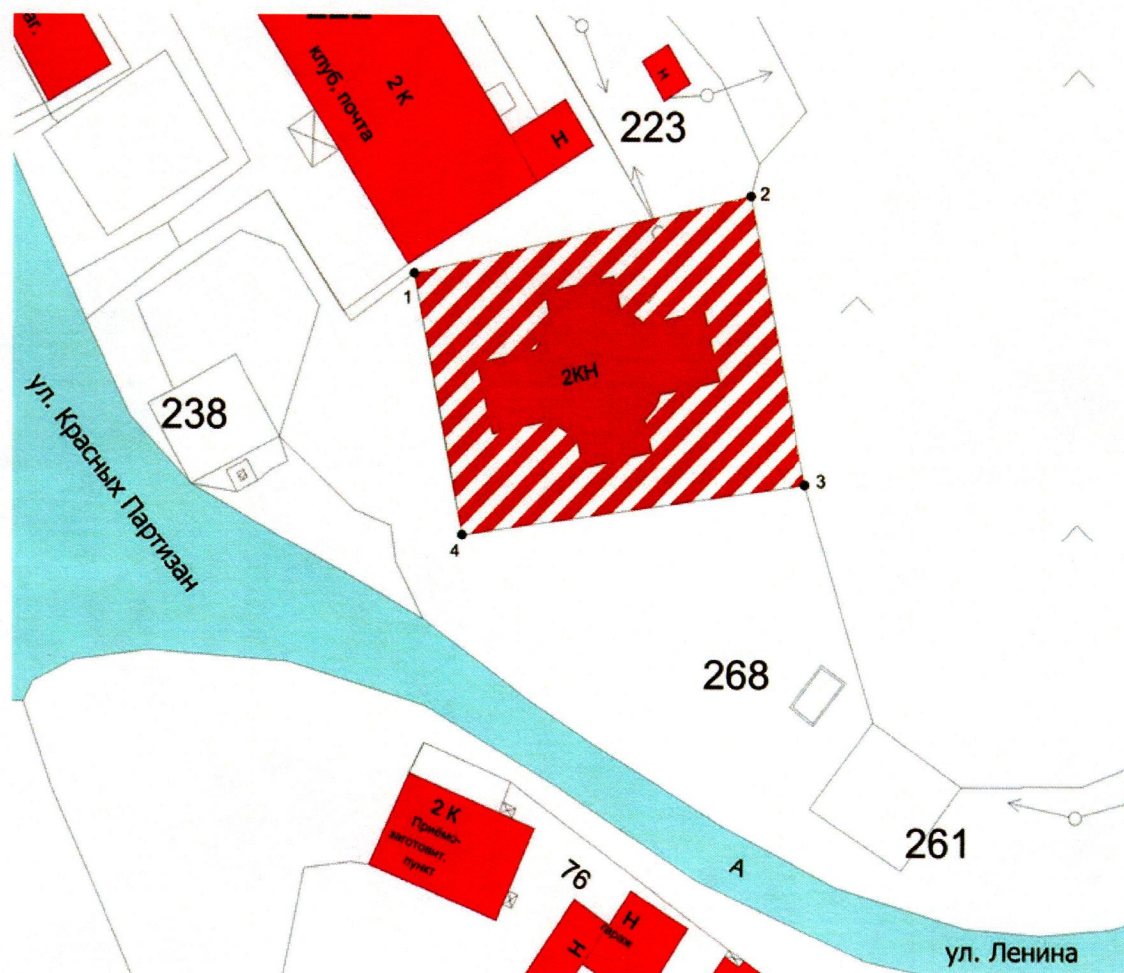 аг.
2 К
клуб, почта
Н
Н
223
2
1
2КН
238
ул. Красных Партизан
3
4
268
2 К
Приёмо-
заготовит.
пункт
261
А
76
Н
гараж
Н
ул. Ленина